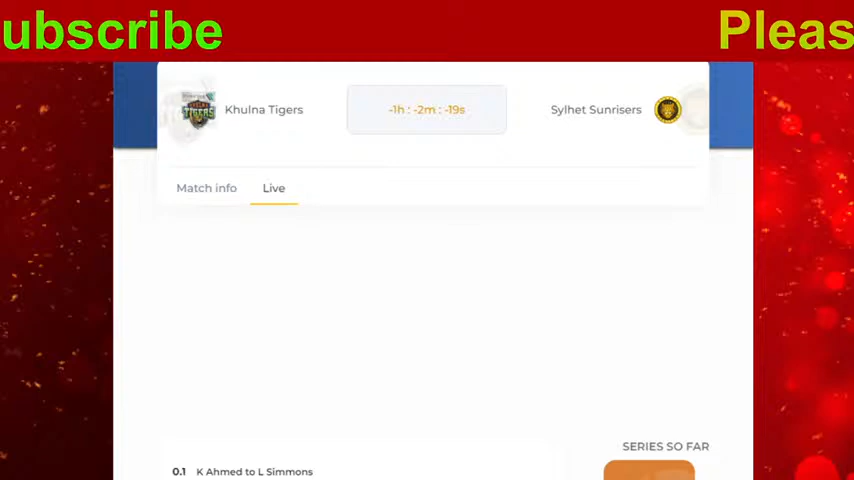 ubscribe Pleas
TIGERS
Khulna Tigers
-1h : -2m : -19s
Sylhet Sunrisers
Match info
Live
SERIES SO FAR
0.1 K Ahmed to L Simmons